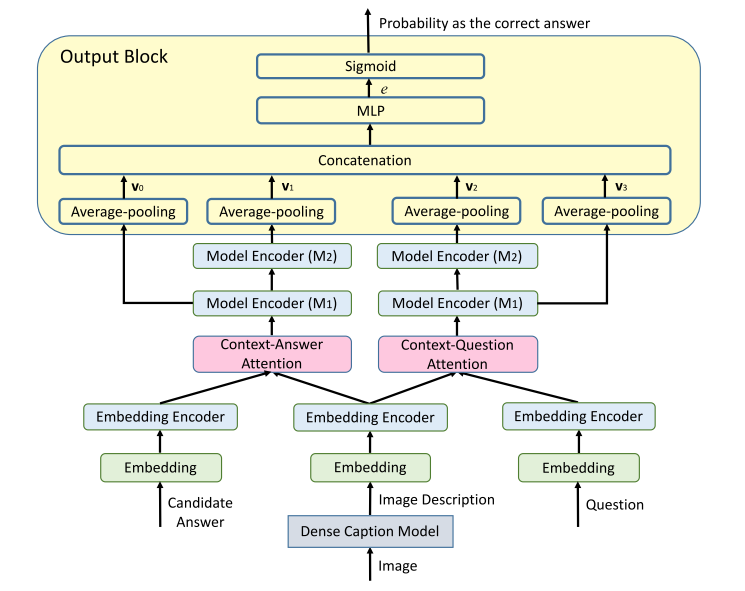 Probability as the correct answer
Output Block
Sigmoid
e
MLP
Concatenation
v0
v1
v2
v3
Average-pooling
Average-pooling
Average-pooling
Average-pooling
Model Encoder (M2)
Model Encoder (M2)
Model Encoder (M1)
Model Encoder (M1)
Context-Answer
Attention
Context-Question
Attention
Embedding Encoder
Embedding Encoder
Embedding Encoder
Embedding
Embedding
Embedding
Candidate
Answer
Image Description
Question
Dense Caption Model
Image